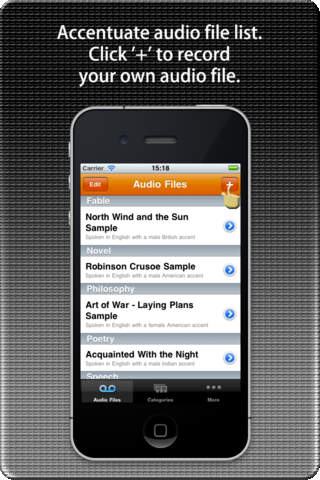 Accentuate audio file list.
Click '+' to record
your own audio file.
Carrier 15:18
Edit Audio Files +
Fable
North Wind and the Sun
Sample
Spoken in English with a male British accent
Novel
Robinson Crusoe Sample
Spoken in English with a male American accent
Philosophy
Art of War - Laying Plans
Sample
Spoken in English with a female American accent
Poetry
Acquainted With the Night
Spoken in English with a male Indian accent
Speech
Audio Files Categories More